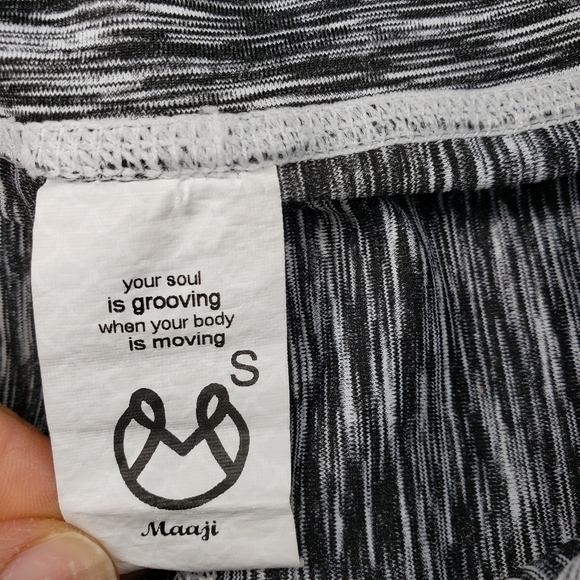 your soul
is grooving
when your body
is moving
S
Maaji